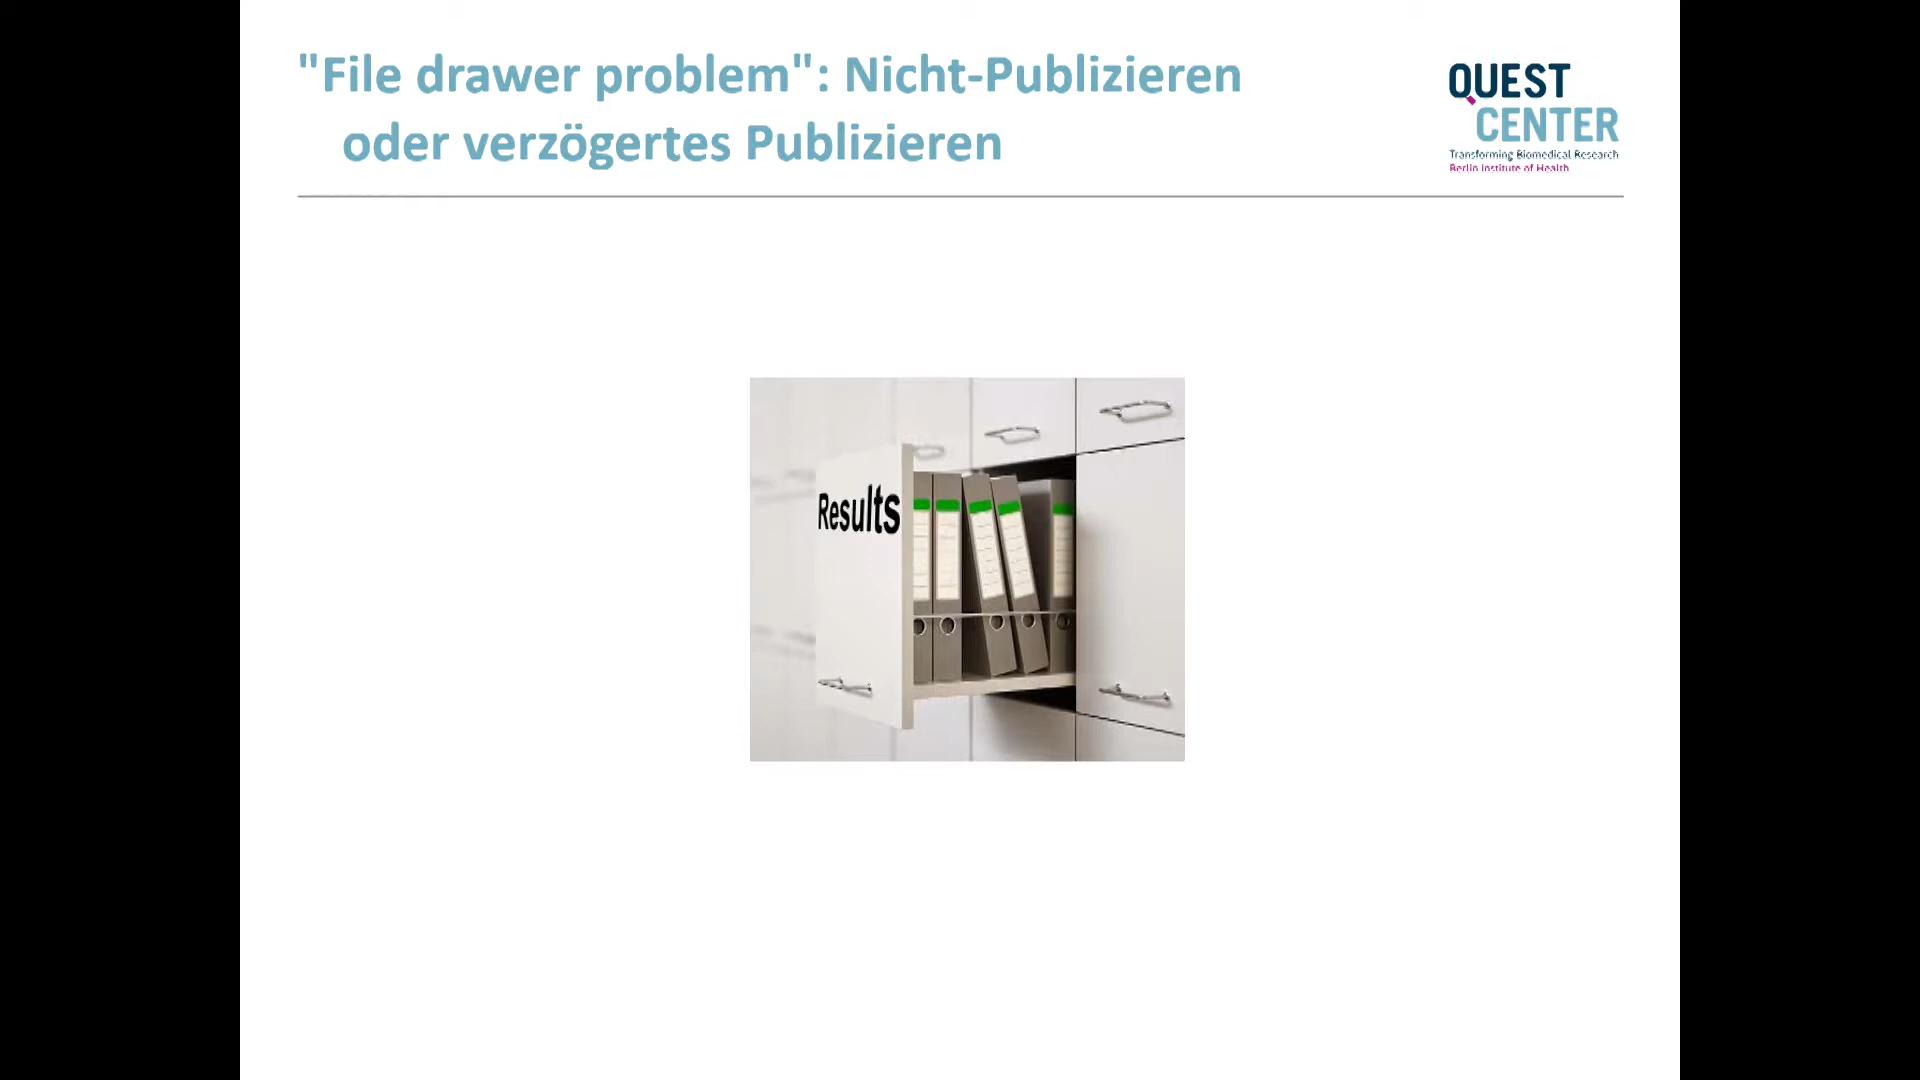 "File drawer problem": Nicht-Publizieren
oder verzögertes Publizieren
QUEST
CENTER
Transforming Biomedical Research
Berlin Institute of Health
Results